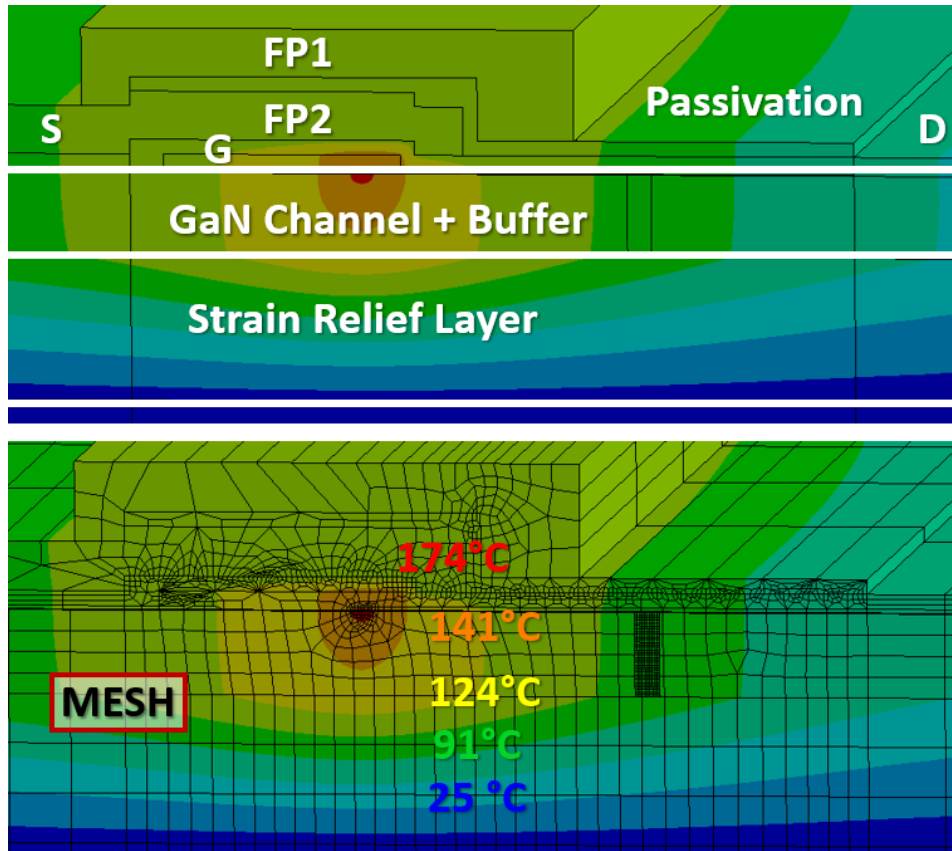 FP1
Passivation
S
FP2
D
G
GaN Channel + Buffer
Strain Relief Layer
174°C
141°C
124°C
MESH
91°C
25 °C